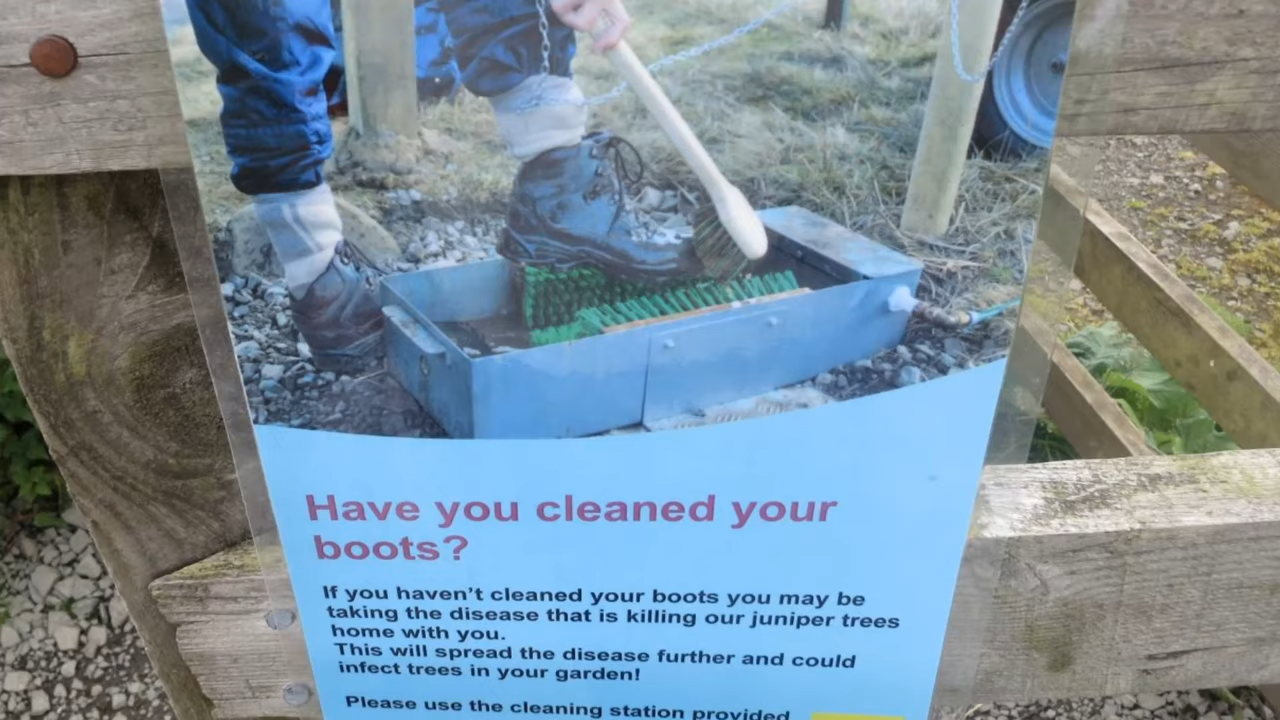 Have you cleaned your
boots?
If you haven't cleaned your boots you may be
taking the disease that is killing our juniper trees
home with you.
This will spread the disease further and could
infect trees in your garden!
Please use the cleaning station provided